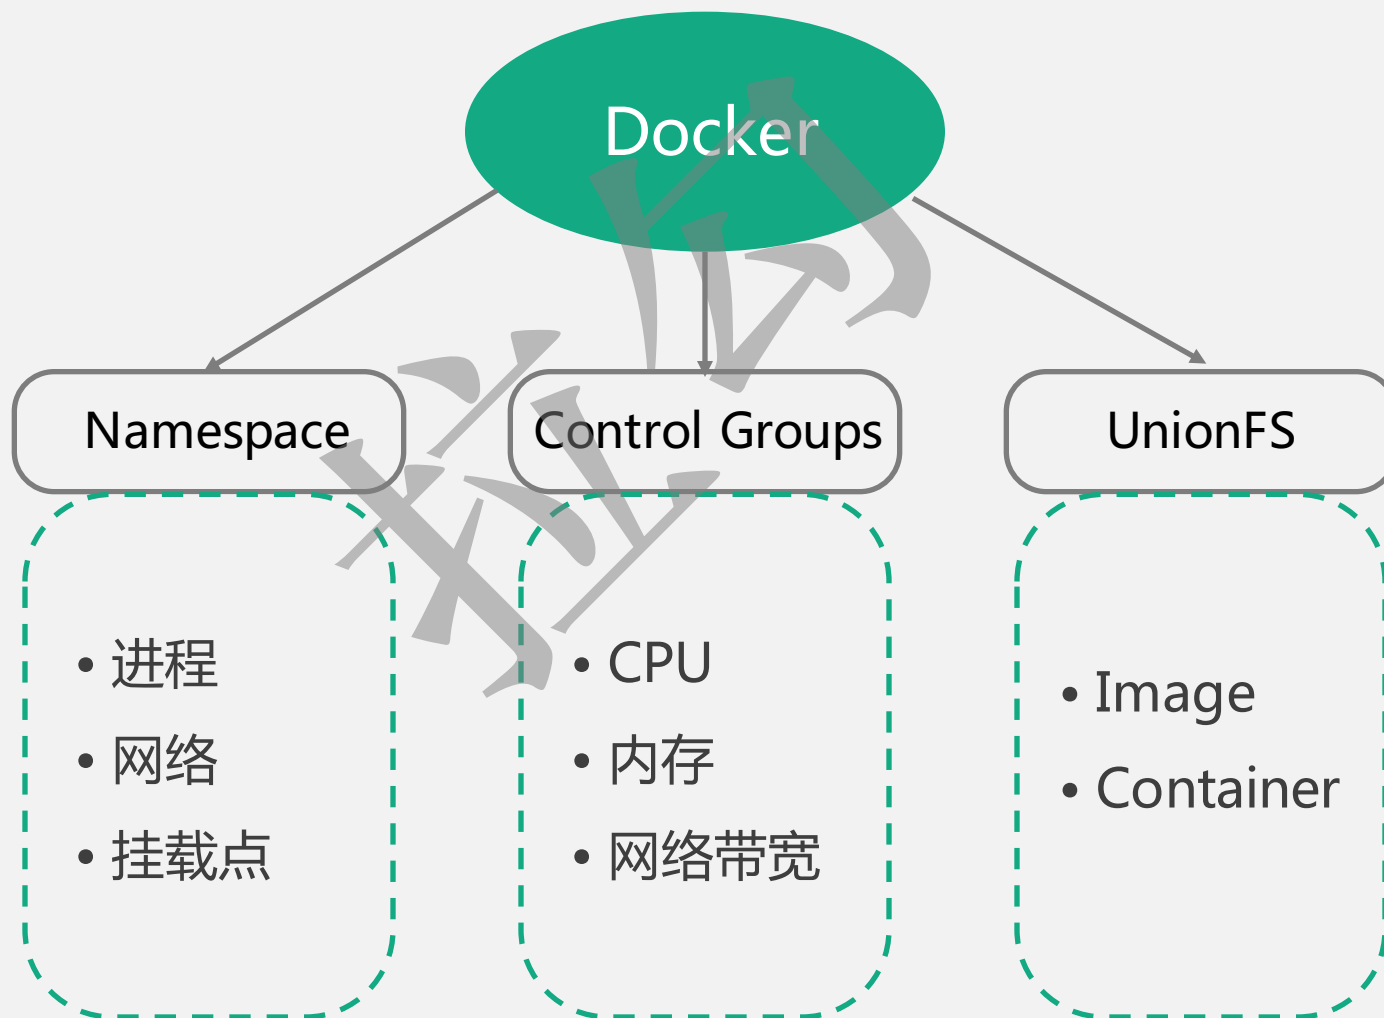 Docker
Namespace
Control Groups
UnionFS
• 进程
• 网络
• 挂载点
• CPU
• 内存
• 网络带宽
• Image
• Container